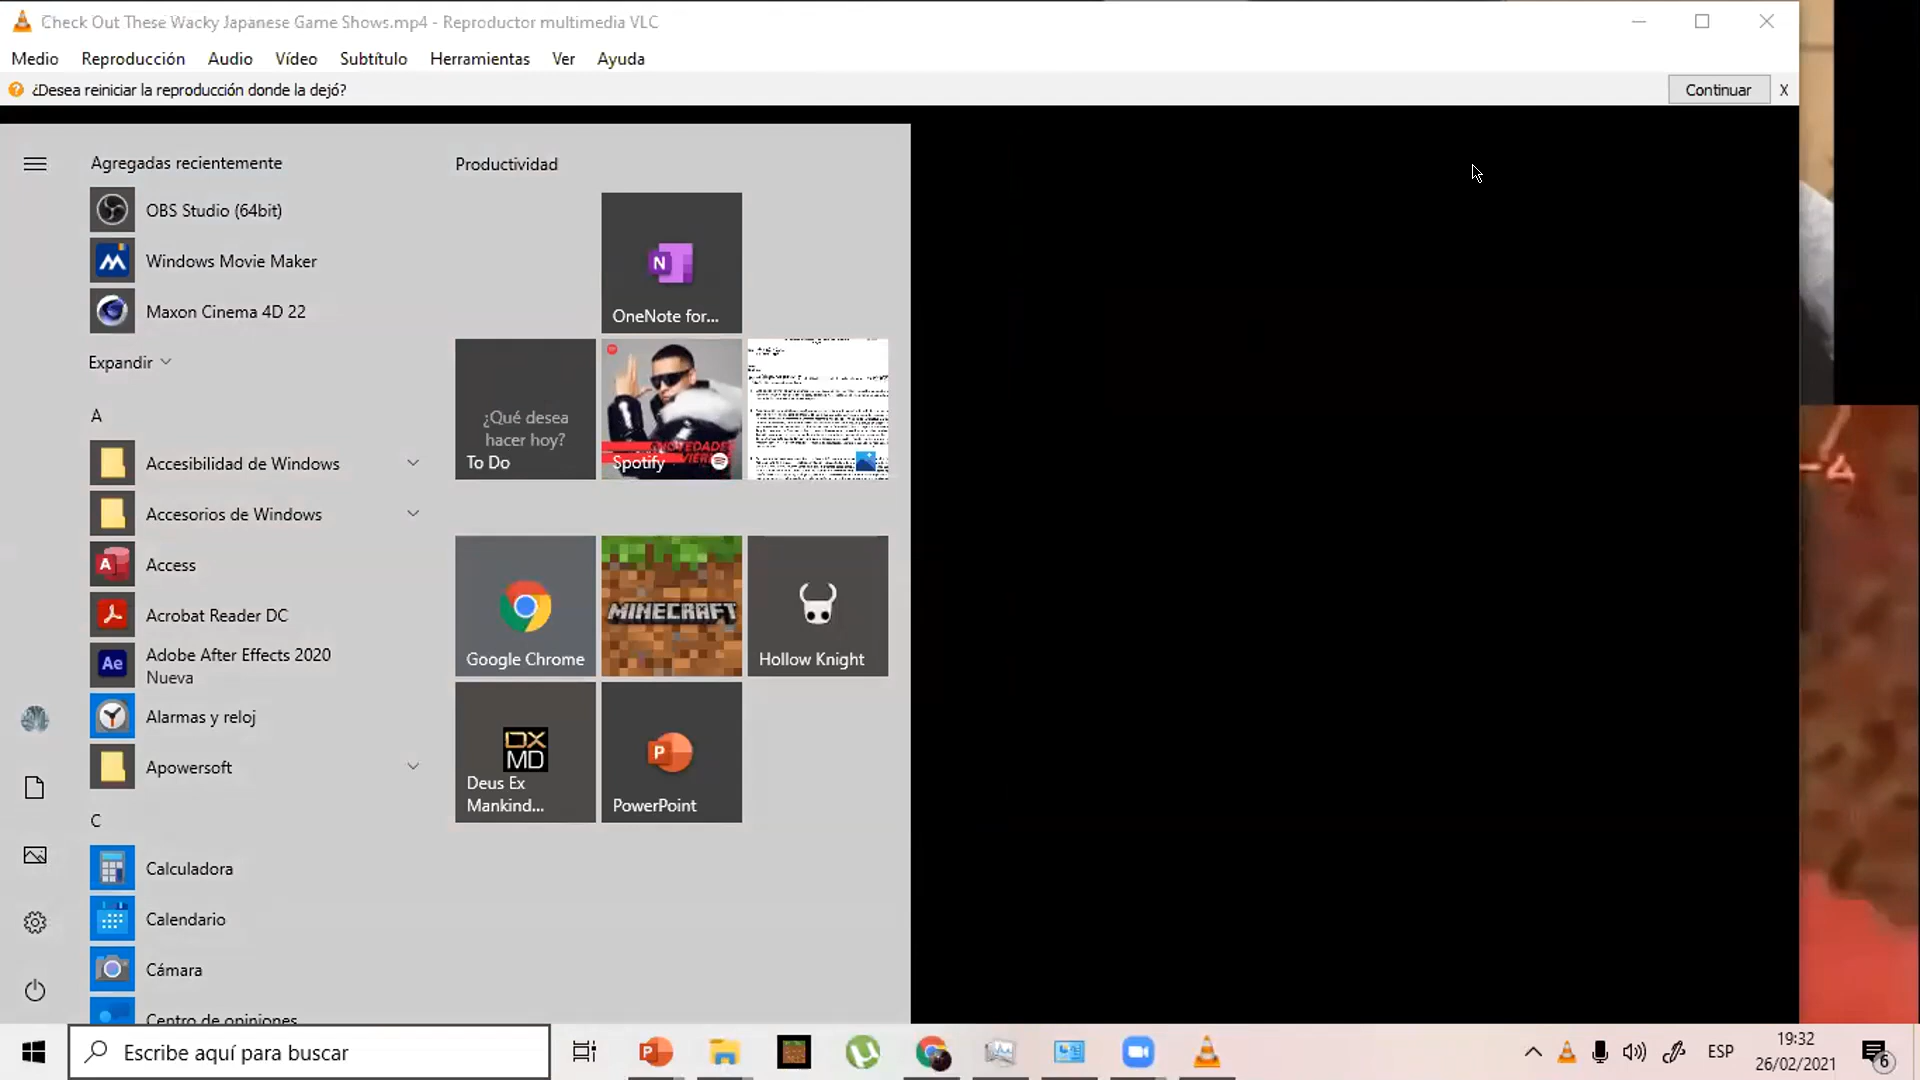 Check Out These Wacky Japanese Game Shows.mp4 - Reproductor multimedia VLC
Medio Reproducción Audio Vídeo Subtítulo Herramientas Ver Ayuda
¿Desea reiniciar la reproducción donde la dejó?
Continuar X
Agregadas recientemente
OBS Studio (64bit)
Windows Movie Maker
Maxon Cinema 4D 22
Expandir
A
Accesibilidad de Windows
Accesorios de Windows
Access
Acrobat Reader DC
Adobe After Effects 2020
Nueva
Alarmas y reloj
Apowersoft
C
Calculadora
Calendario
Cámara
Centro de opiniones
Productividad
N
OneNote for...
¿Qué desea
hacer hoy?
To Do
Spotify
Google Chrome
MINECRAFT
Hollow Knight
DX
MD
Deus Ex
Mankind...
P
PowerPoint
Escribe aquí para buscar
ESP
19:32
26/02/2021
6